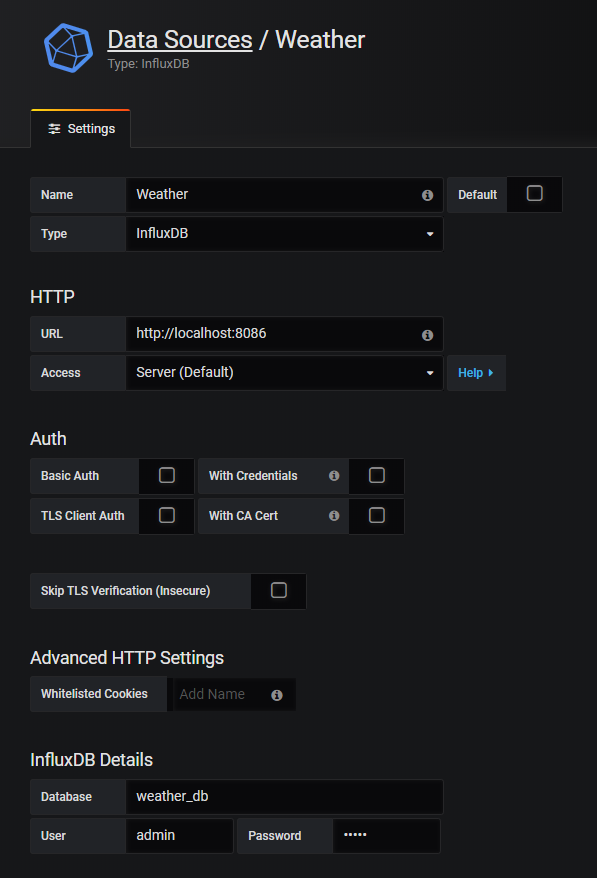 Data Sources / Weather
Type: InfluxDB
Settings
Name Weather Default
Type InfluxDB
HTTP
URL http://localhost:8086
Access Server (Default) Help
Auth
Basic Auth With Credentials
TLS Client Auth With CA Cert
Skip TLS Verification (Insecure)
Advanced HTTP Settings
Whitelisted Cookies Add Name
InfluxDB Details
Database weather_db
User admin Password •••••